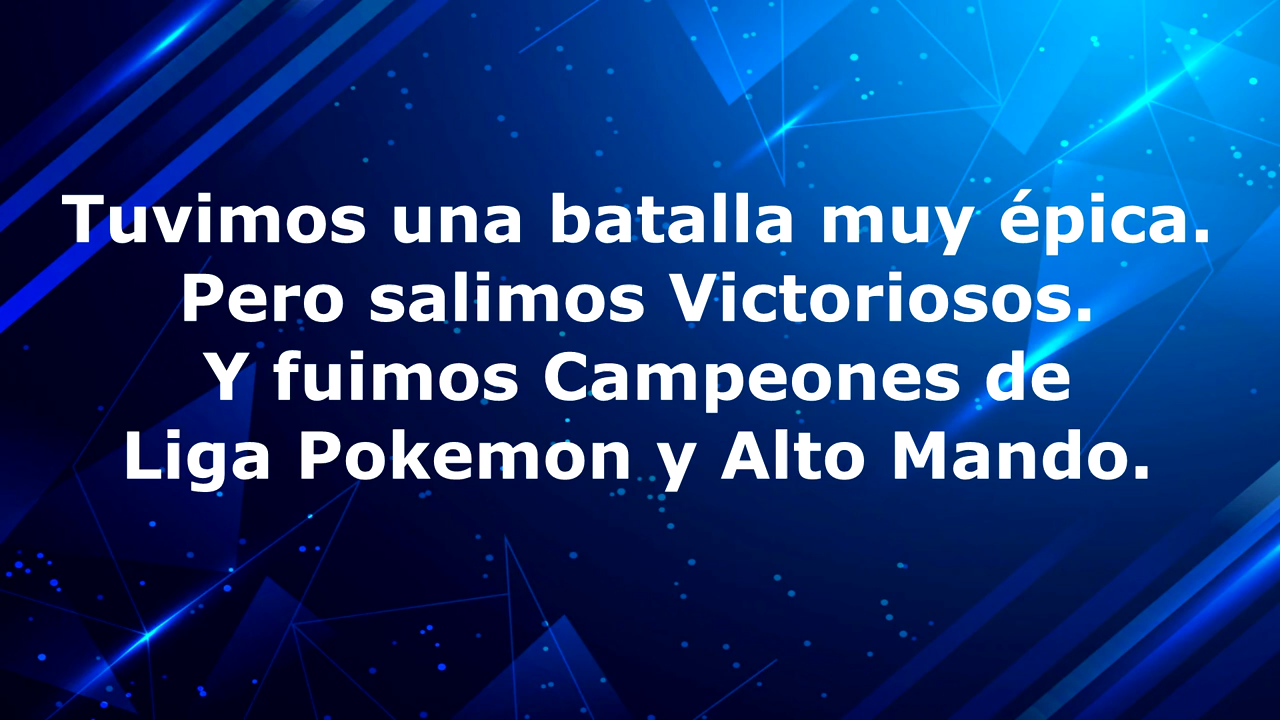 Tuvimos una batalla muy épica.
Pero salimos Victoriosos.
Y fuimos Campeones de
Liga Pokemon y Alto Mando.